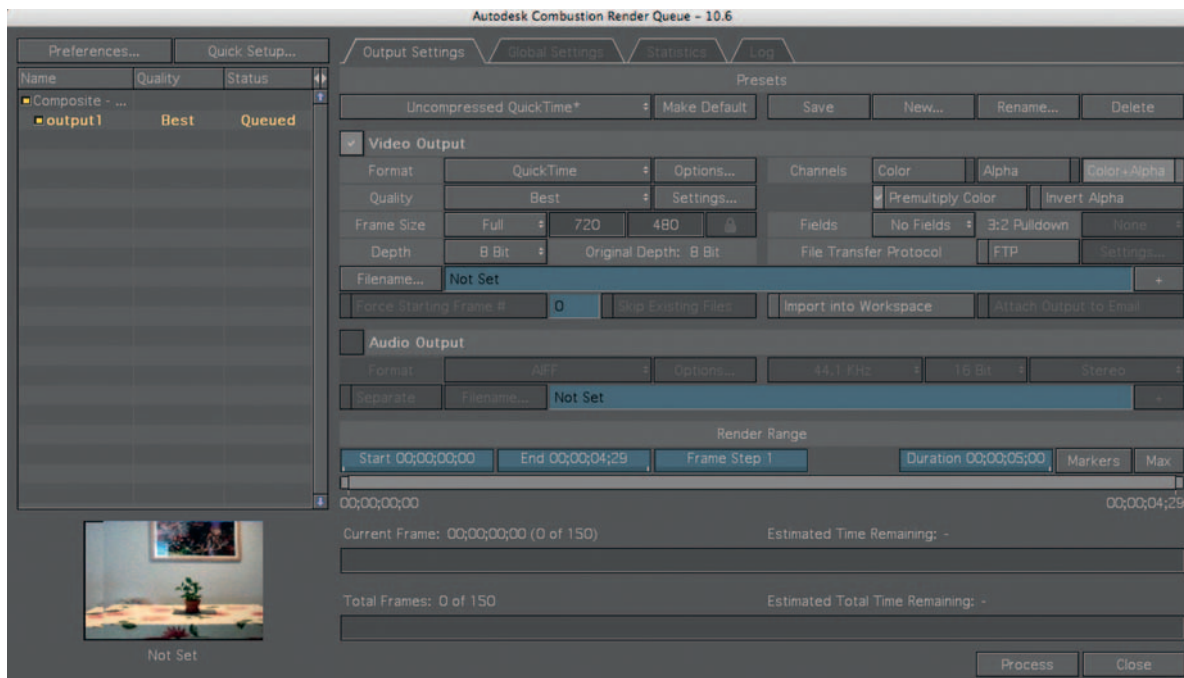 Autodesk Combustion Render Queue – 10.6
Preferences... Quick Setup...
Output Settings Global Settings Statistics Log
Name Quality Status
Presets
Composite - ...
output1 Best Queued
Uncompressed QuickTime* Make Default Save New... Rename... Delete
Video Output
Format QuickTime Options... Channels Color Alpha Color+Alpha
Quality Best Settings... Premultiply Color Invert Alpha
Frame Size Full 720 480 Fields No Fields 3:2 Pulldown None
Depth 8 Bit Original Depth: 8 Bit File Transfer Protocol FTP Settings...
Filename... Not Set +
Force Starting Frame # 0 Skip Existing Files Import into Workspace Attach Output to Email
Audio Output
Format AIFF Options... 44.1 KHz 16 Bit Stereo
Separate Filename... Not Set +
Render Range
Start 00;00;00;00 End 00;00;04;29 Frame Step 1 Duration 00;00;05;00 Markers Max
00;00;00;00 00;00;04;29
Current Frame: 00;00;00;00 (0 of 150) Estimated Time Remaining: -
Total Frames: 0 of 150 Estimated Total Time Remaining: -
Not Set
Process Close